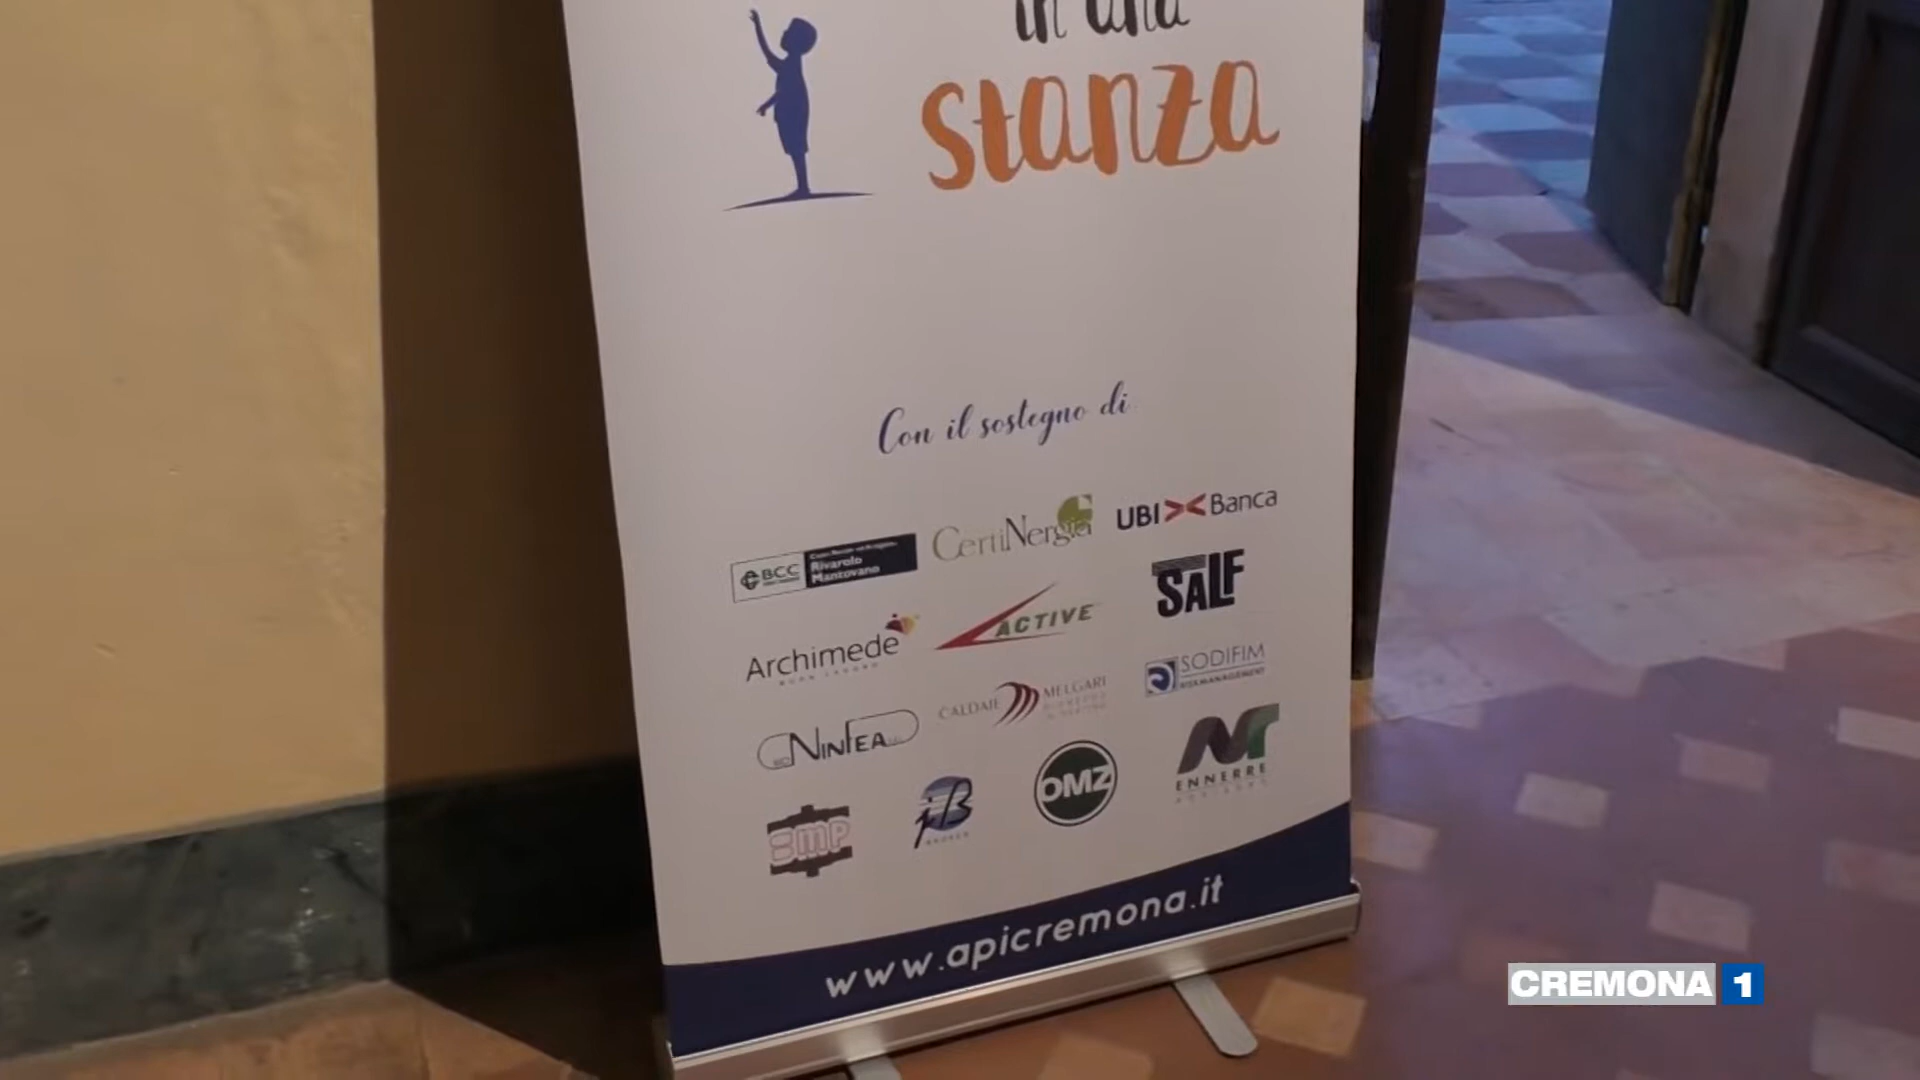 in una
stanza
Con il sostegno di
BCC
Rivarolo
Mantovano
CertiNergia
UBI Banca
Archimede
ACTIVE
SALF
NINFEA
CALDAIE MELGARI
SODIFIM
RISK MANAGEMENT
BMP
OMZ
ENNERRE
www.apicremona.it
CREMONA 1